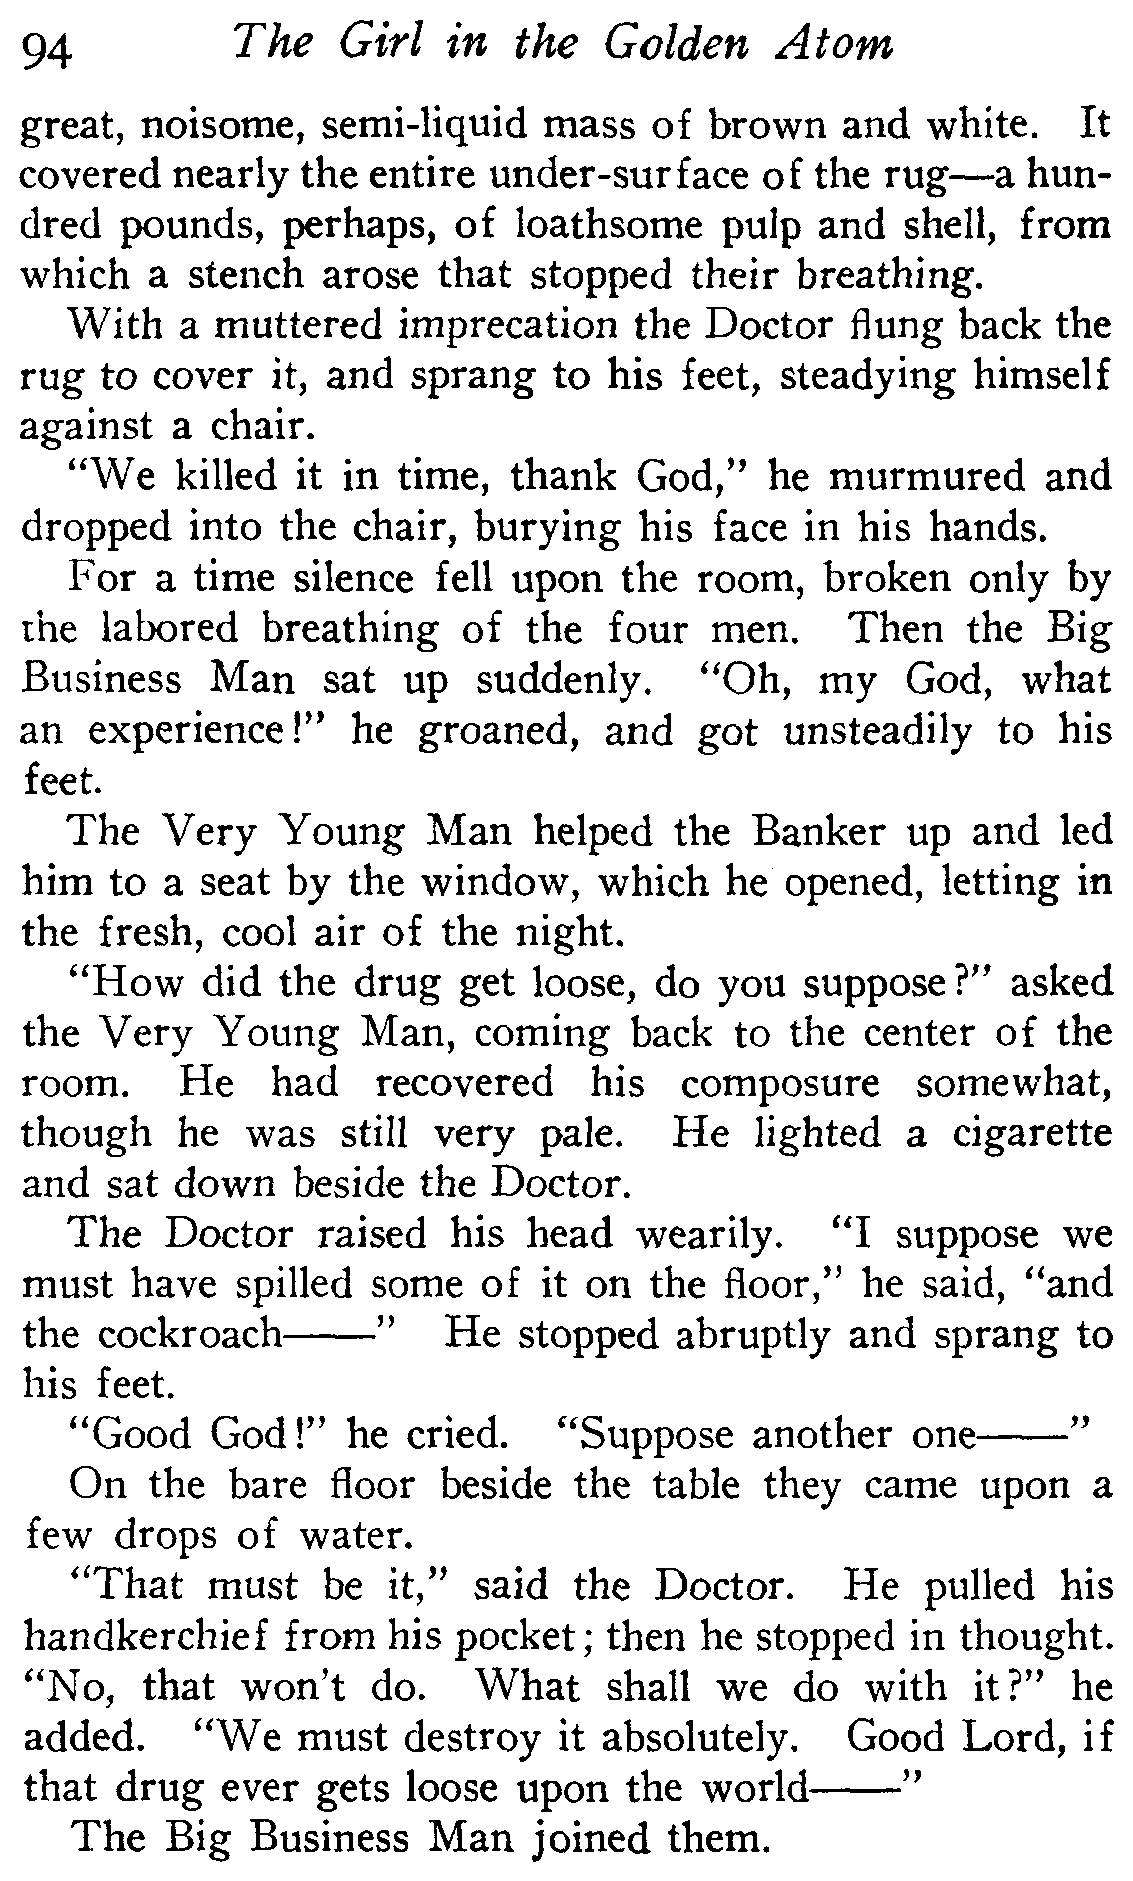 94 The Girl in the Golden Atom
great, noisome, semi-liquid mass of brown and white. It
covered nearly the entire under-surface of the rug—a hun-
dred pounds, perhaps, of loathsome pulp and shell, from
which a stench arose that stopped their breathing.
With a muttered imprecation the Doctor flung back the
rug to cover it, and sprang to his feet, steadying himself
against a chair.
“We killed it in time, thank God,” he murmured and
dropped into the chair, burying his face in his hands.
For a time silence fell upon the room, broken only by
the labored breathing of the four men. Then the Big
Business Man sat up suddenly. “Oh, my God, what
an experience!” he groaned, and got unsteadily to his
feet.
The Very Young Man helped the Banker up and led
him to a seat by the window, which he opened, letting in
the fresh, cool air of the night.
“How did the drug get loose, do you suppose?” asked
the Very Young Man, coming back to the center of the
room. He had recovered his composure somewhat,
though he was still very pale. He lighted a cigarette
and sat down beside the Doctor.
The Doctor raised his head wearily. “I suppose we
must have spilled some of it on the floor,” he said, “and
the cockroach——” He stopped abruptly and sprang to
his feet.
“Good God!” he cried. “Suppose another one——”
On the bare floor beside the table they came upon a
few drops of water.
“That must be it,” said the Doctor. He pulled his
handkerchief from his pocket; then he stopped in thought.
“No, that won’t do. What shall we do with it?” he
added. “We must destroy it absolutely. Good Lord, if
that drug ever gets loose upon the world——”
The Big Business Man joined them.